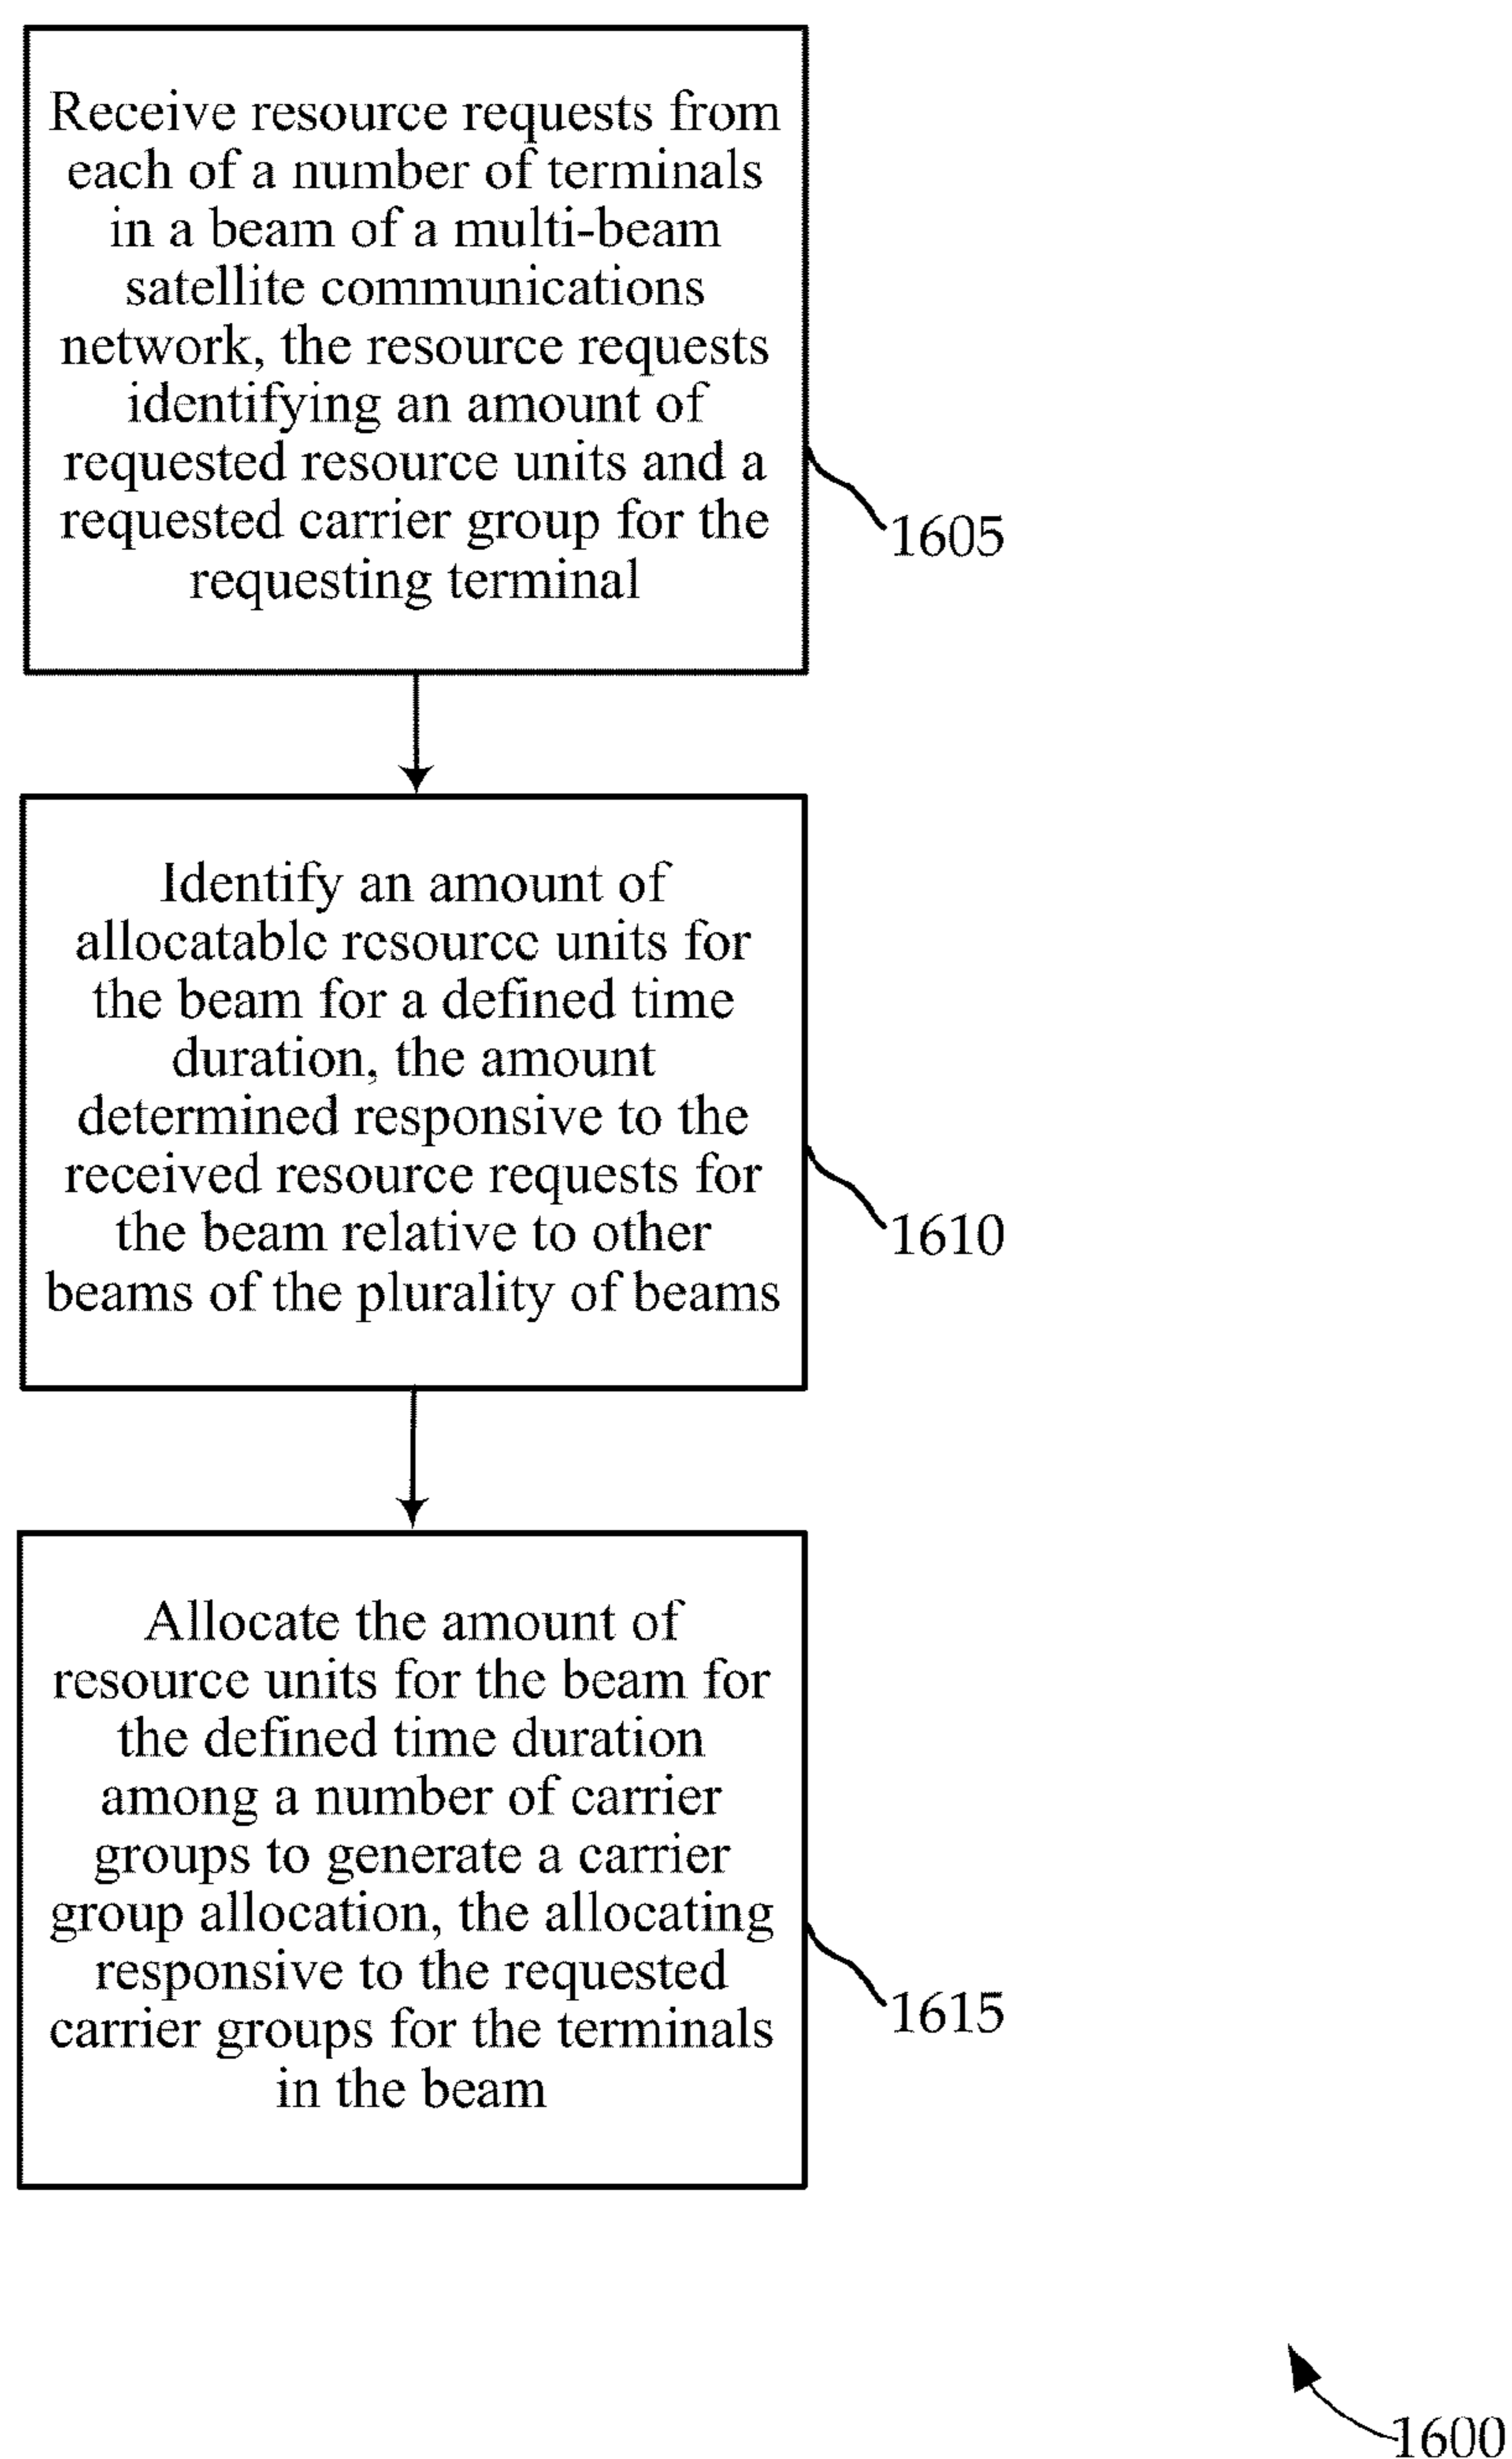 Receive resource requests from
each of a number of terminals
in a beam of a multi-beam
satellite communications
network, the resource requests
identifying an amount of
requested resource units and a
requested carrier group for the
requesting terminal
1605
Identify an amount of
allocatable resource units for
the beam for a defined time
duration, the amount
determined responsive to the
received resource requests for
the beam relative to other
beams of the plurality of beams
1610
Allocate the amount of
resource units for the beam for
the defined time duration
among a number of carrier
groups to generate a carrier
group allocation, the allocating
responsive to the requested
carrier groups for the terminals
in the beam
1615
1600